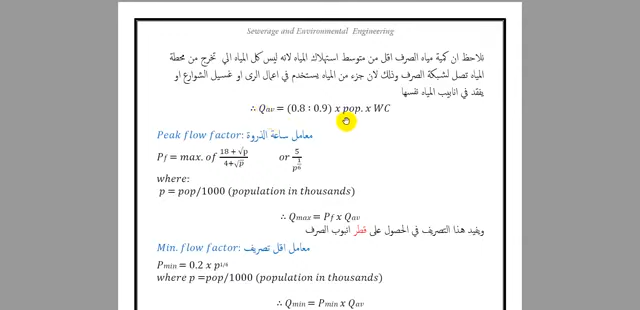 Sewerage and Environmental Engineering
نلاحظ ان كمية مياه الصرف اقل من متوسط استهلاك المياه لانه ليس كل المياه الي تخرج من محطة
المياه تصل لشبكة الصرف وذلك لان جزء من المياه يستخدم في اعمال الرى او غسيل الشوارع او
يفقد في انابيب المياه نفسها
∴ Qav = (0.8 : 0.9) x pop. x WC
Peak flow factor: معامل ساعة الذروة
Pf = max. of (18 + √p)/(4+√p) or 5/p^(1/6)
where:
p = pop/1000 (population in thousands)
∴ Qmax = Pf x Qav
ويفيد هذا التصريف في الحصول على قطر انبوب الصرف
Min. flow factor: معامل اقل تصريف
Pmin = 0.2 x p^1/6
where p =pop/1000 (population in thousands)
∴ Qmin = Pmin x Qav